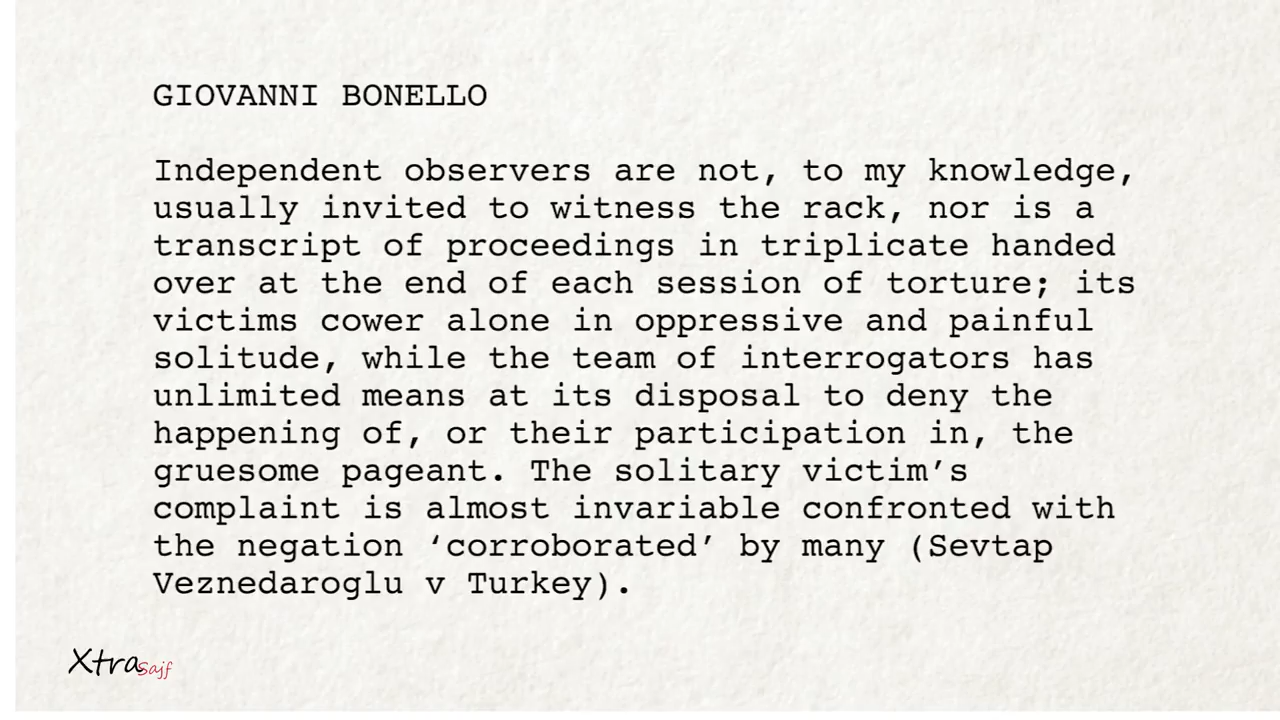 GIOVANNI BONELLO
Independent observers are not, to my knowledge,
usually invited to witness the rack, nor is a
transcript of proceedings in triplicate handed
over at the end of each session of torture; its
victims cower alone in oppressive and painful
solitude, while the team of interrogators has
unlimited means at its disposal to deny the
happening of, or their participation in, the
gruesome pageant. The solitary victim’s
complaint is almost invariable confronted with
the negation ‘corroborated’ by many (Sevtap
Veznedaroglu v Turkey).
Xtra Sajf